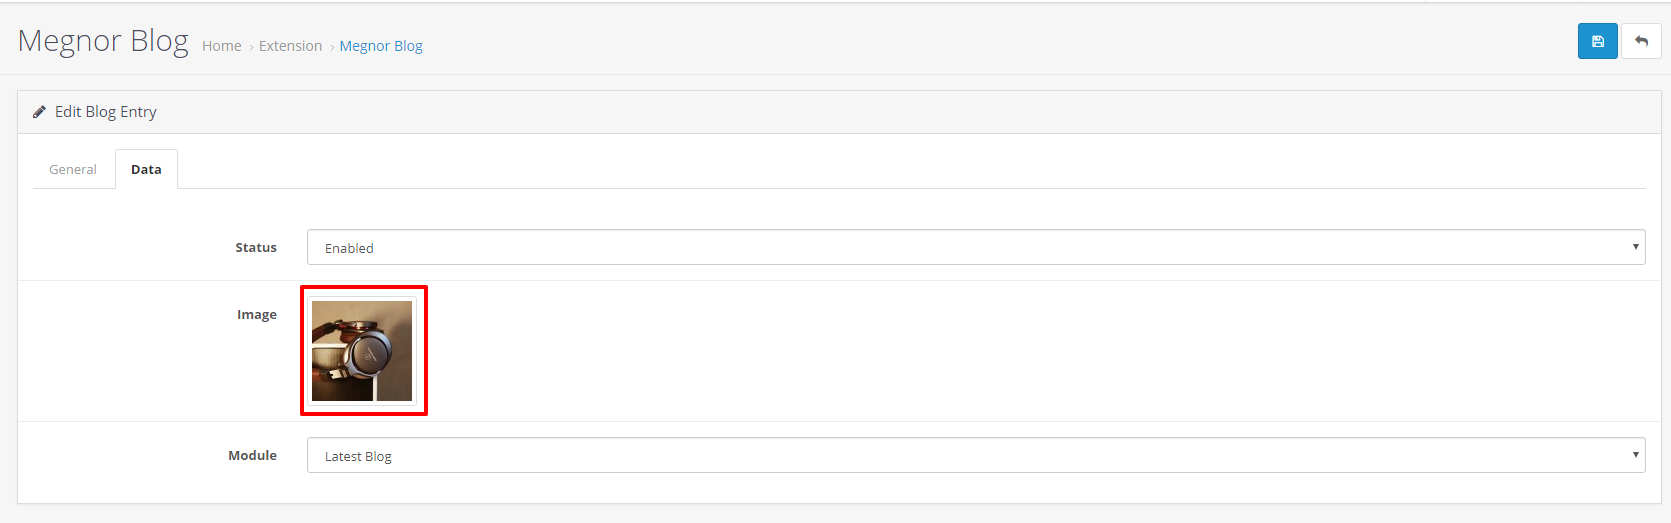 Megnor Blog Home › Extension › Megnor Blog
Edit Blog Entry
General Data
Status Enabled
Image
Module Latest Blog